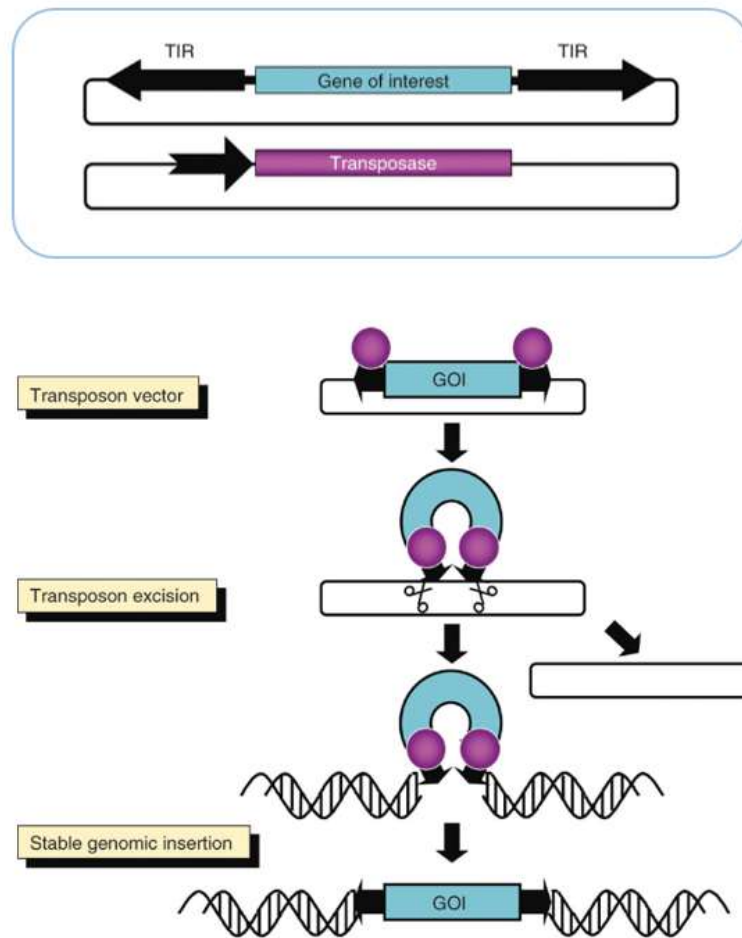 TIR
TIR
Gene of interest
Transposase
Transposon vector
GOI
Transposon excision
Stable genomic insertion
GOI